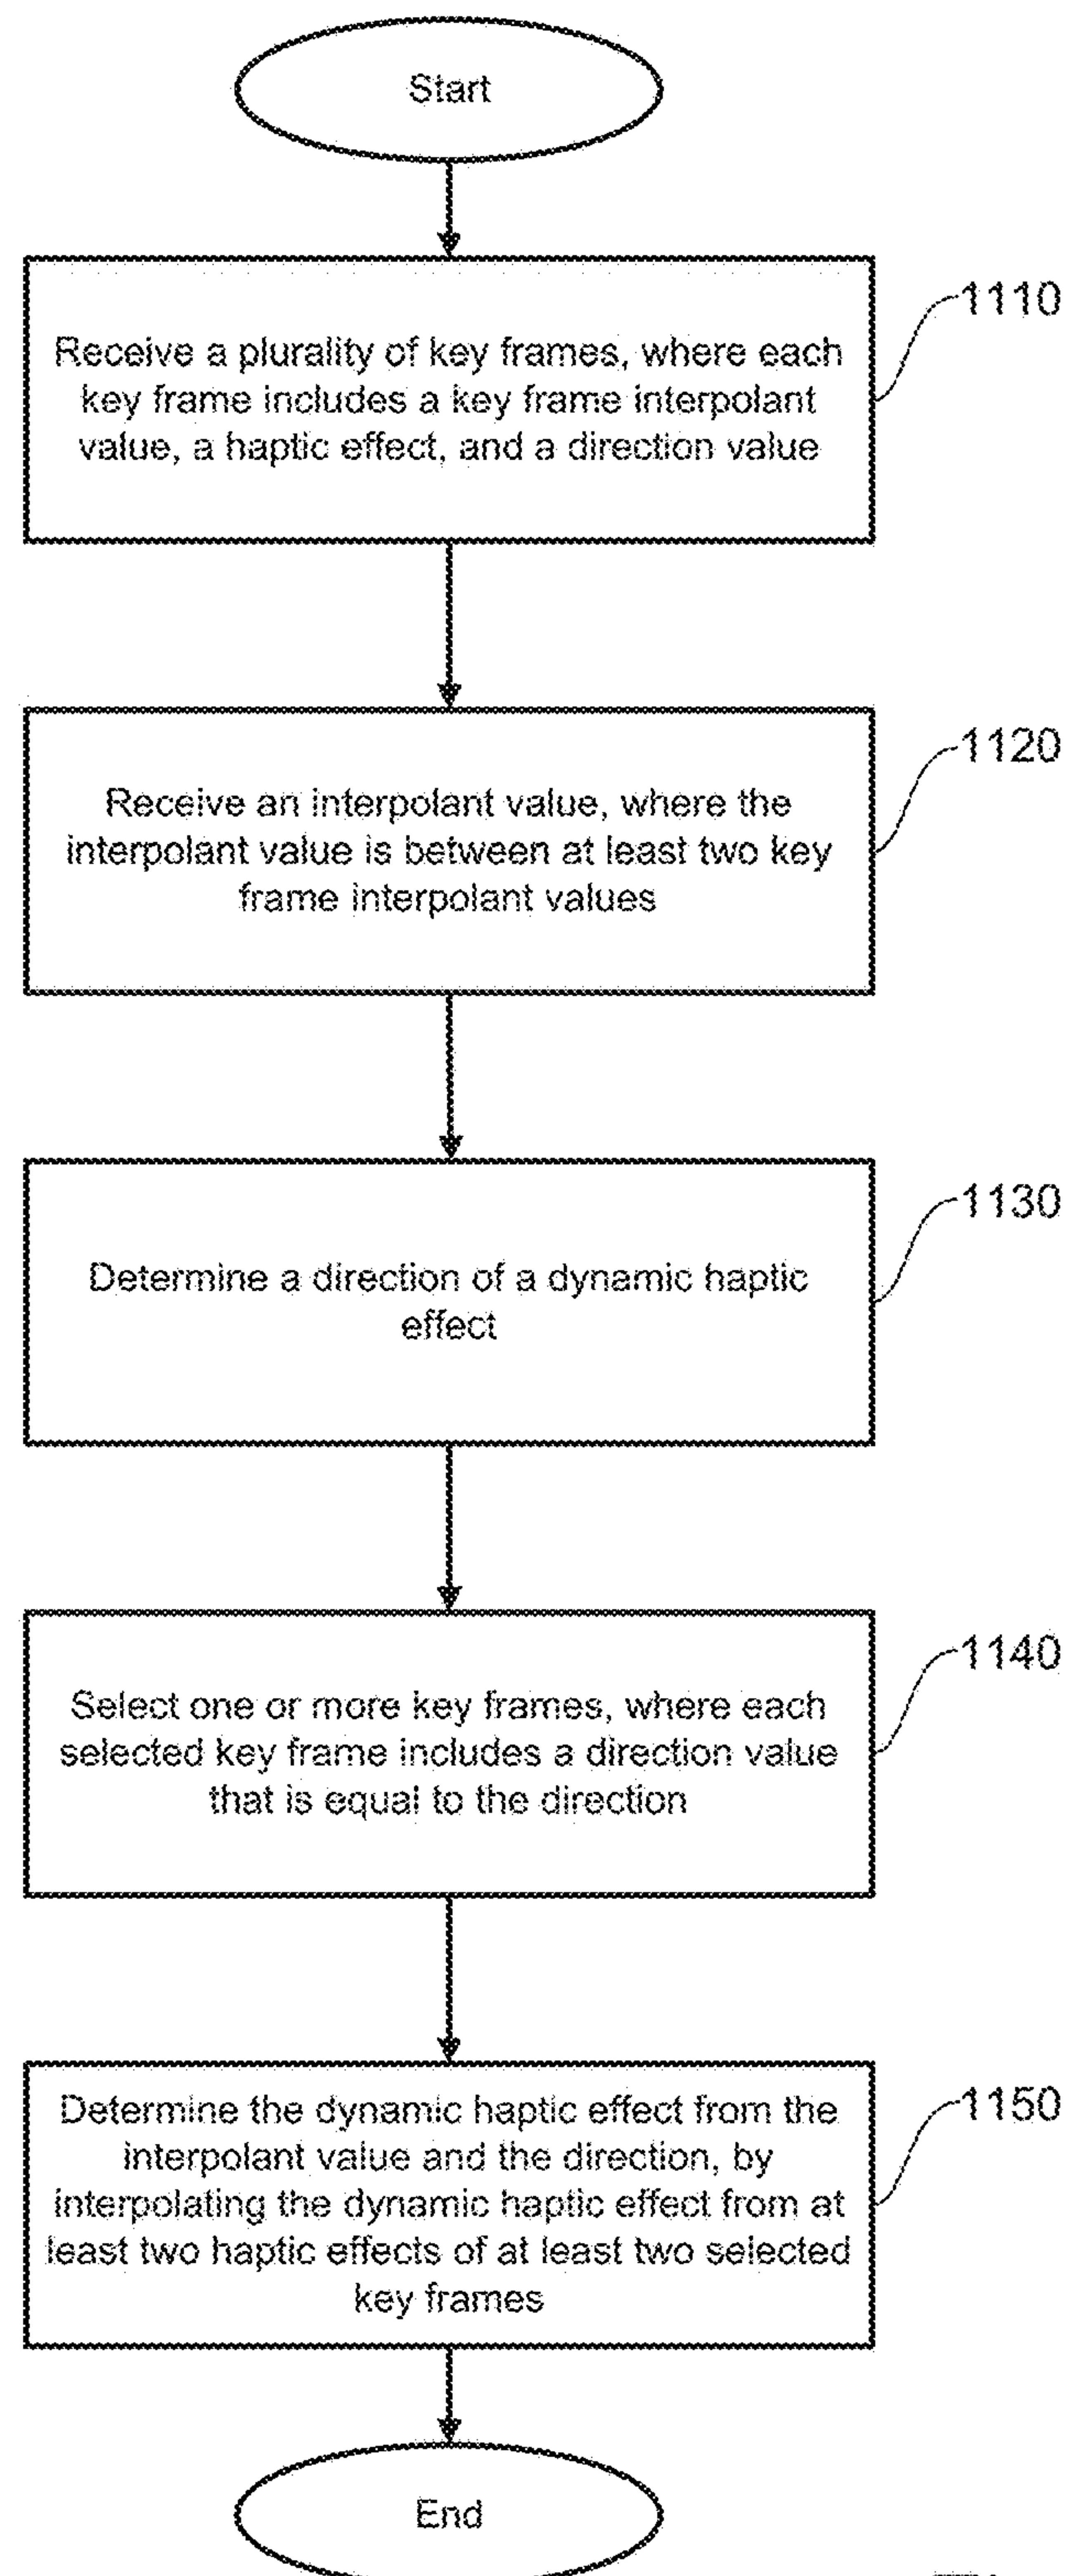 Start
1110
Receive a plurality of key frames, where each
key frame includes a key frame interpolant
value, a haptic effect, and a direction value
1120
Receive an interpolant value, where the
interpolant value is between at least two key
frame interpolant values
1130
Determine a direction of a dynamic haptic
effect
1140
Select one or more key frames, where each
selected key frame includes a direction value
that is equal to the direction
1150
Determine the dynamic haptic effect from the
interpolant value and the direction, by
interpolating the dynamic haptic effect from at
least two haptic effects of at least two selected
key frames
End